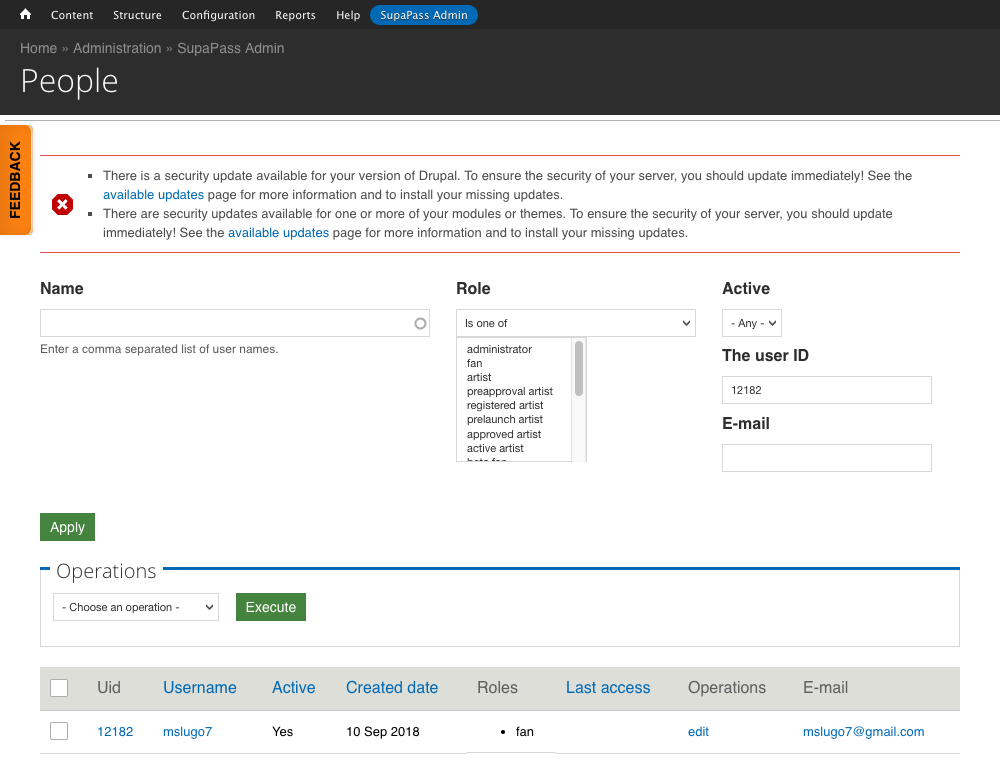 Content Structure Configuration Reports Help SupaPass Admin
Home » Administration » SupaPass Admin
People
FEEDBACK
There is a security update available for your version of Drupal. To ensure the security of your server, you should update immediately! See the
available updates page for more information and to install your missing updates.
There are security updates available for one or more of your modules or themes. To ensure the security of your server, you should update
immediately! See the available updates page for more information and to install your missing updates.
Name Role Active
Is one of - Any -
Enter a comma separated list of user names.
administrator
fan
artist
preapproval artist
registered artist
prelaunch artist
approved artist
active artist
The user ID
12182
E-mail
Apply
Operations
- Choose an operation - Execute
Uid Username Active Created date Roles Last access Operations E-mail
12182 mslugo7 Yes 10 Sep 2018 • fan edit mslugo7@gmail.com